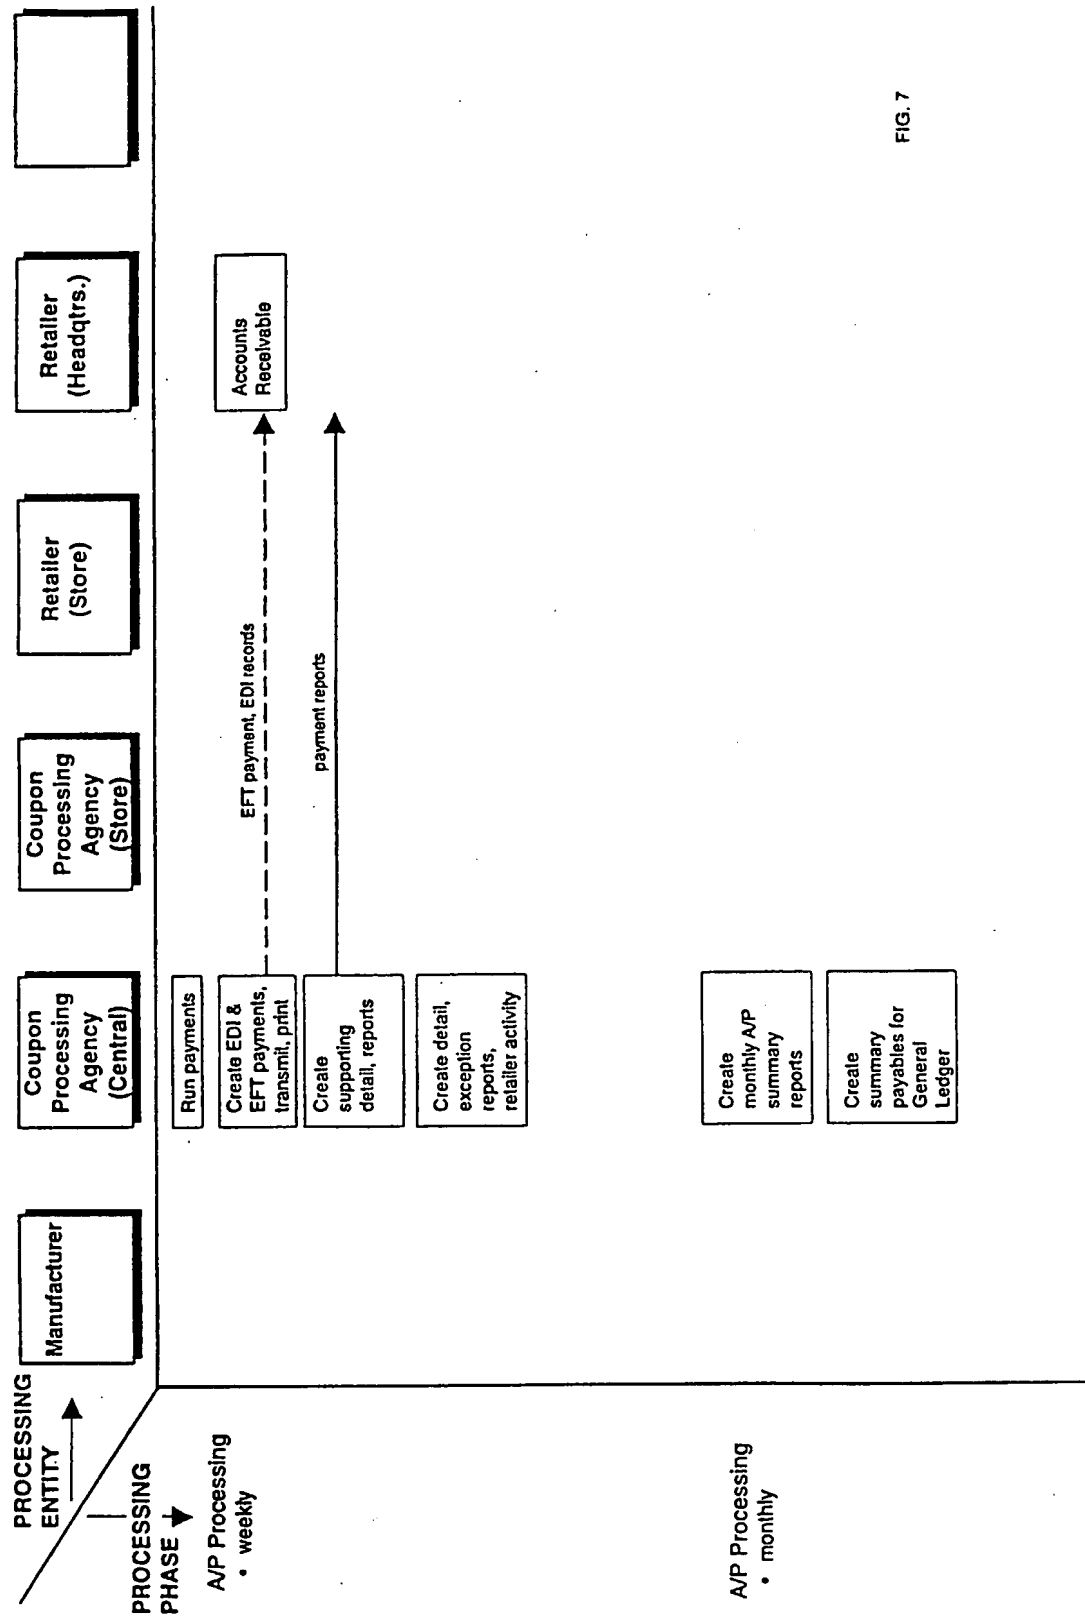 PROCESSING
ENTITY
PROCESSING
PHASE
Manufacturer
Coupon
Processing
Agency
(Central)
Coupon
Processing
Agency
(Store)
Retailer
(Store)
Retailer
(Headqtrs.)
A/P Processing
• weekly
Run payments
Create EDI &
EFT payments,
transmit, print
EFT payment, EDI records
Accounts
Receivable
Create
supporting
detail, reports
payment reports
Create detail,
exception
reports,
retailer activity
A/P Processing
• monthly
Create
monthly A/P
summary
reports
Create
summary
payables for
General
Ledger
FIG. 7